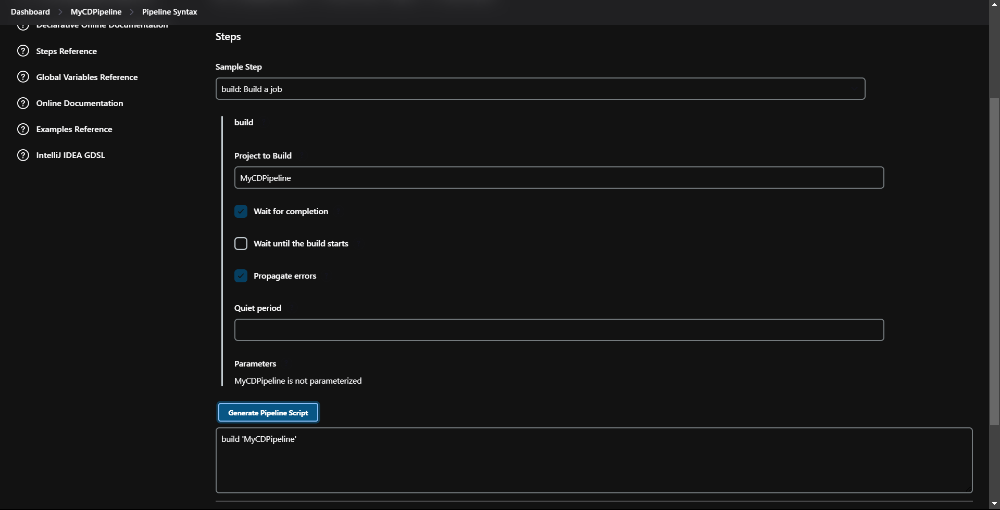 Dashboard > MyCDPipeline > Pipeline Syntax
Declarative Online Documentation
Steps Reference
Global Variables Reference
Online Documentation
Examples Reference
IntelliJ IDEA GDSL
Steps
Sample Step
build: Build a job
build
Project to Build
MyCDPipeline
Wait for completion
Wait until the build starts
Propagate errors
Quiet period
Parameters
MyCDPipeline is not parameterized
Generate Pipeline Script
build 'MyCDPipeline'